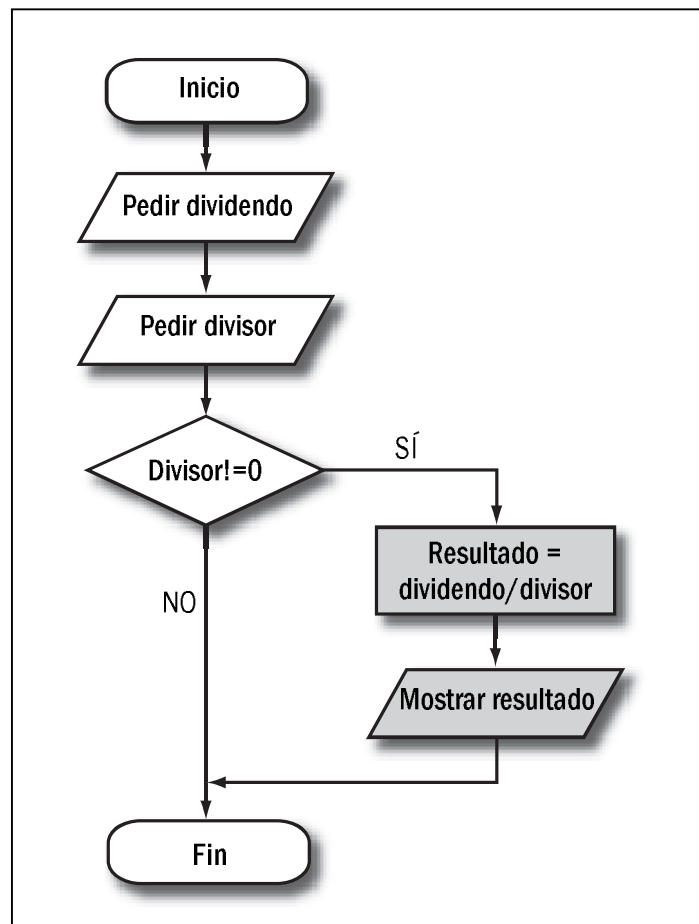 Inicio
Pedir dividendo
Pedir divisor
Divisor!=0
SÍ
Resultado =
dividendo/divisor
NO
Mostrar resultado
Fin